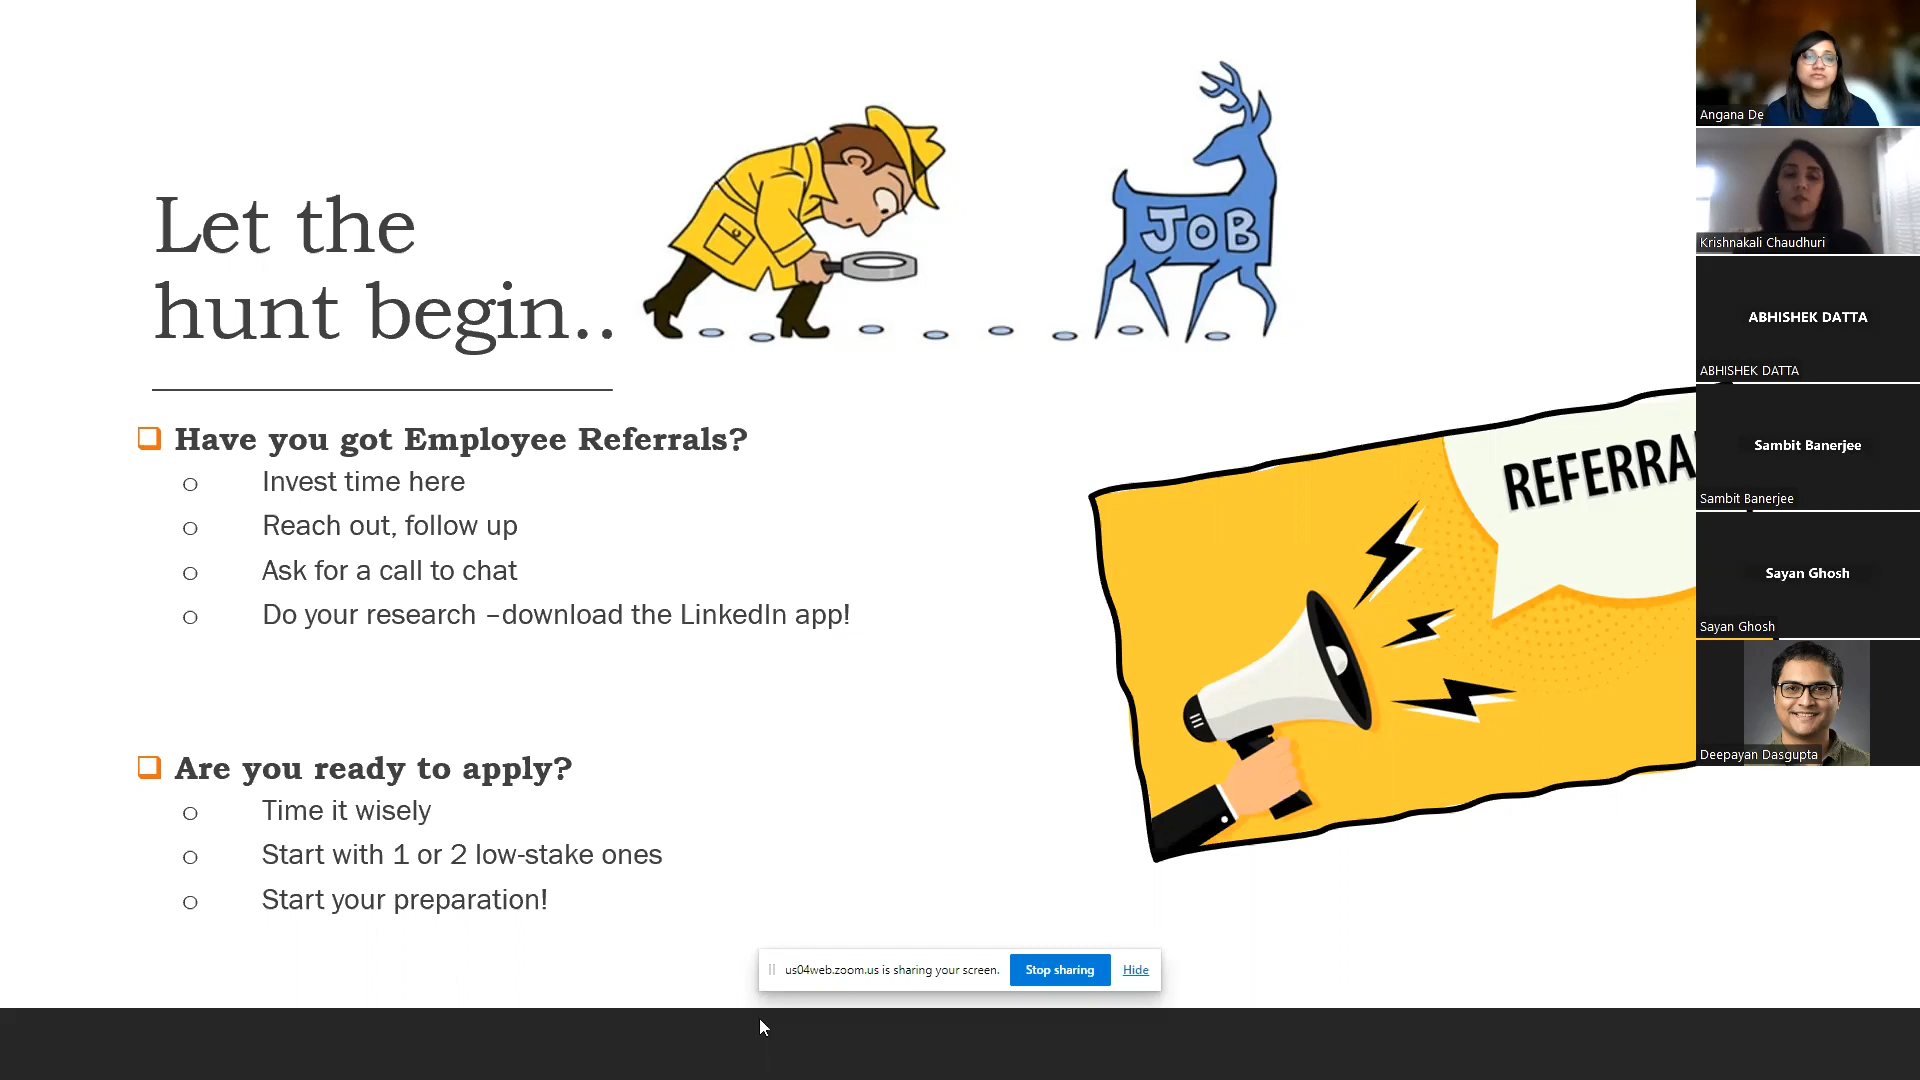 Let the
hunt begin..
JOB
Have you got Employee Referrals?
o Invest time here
o Reach out, follow up
o Ask for a call to chat
o Do your research –download the LinkedIn app!
REFERRA
Are you ready to apply?
o Time it wisely
o Start with 1 or 2 low-stake ones
o Start your preparation!
us04web.zoom.us is sharing your screen.
Stop sharing
Hide
Angana De
Krishnakali Chaudhuri
ABHISHEK DATTA
ABHISHEK DATTA
Sambit Banerjee
Sambit Banerjee
Sayan Ghosh
Sayan Ghosh
Deepayan Dasgupta